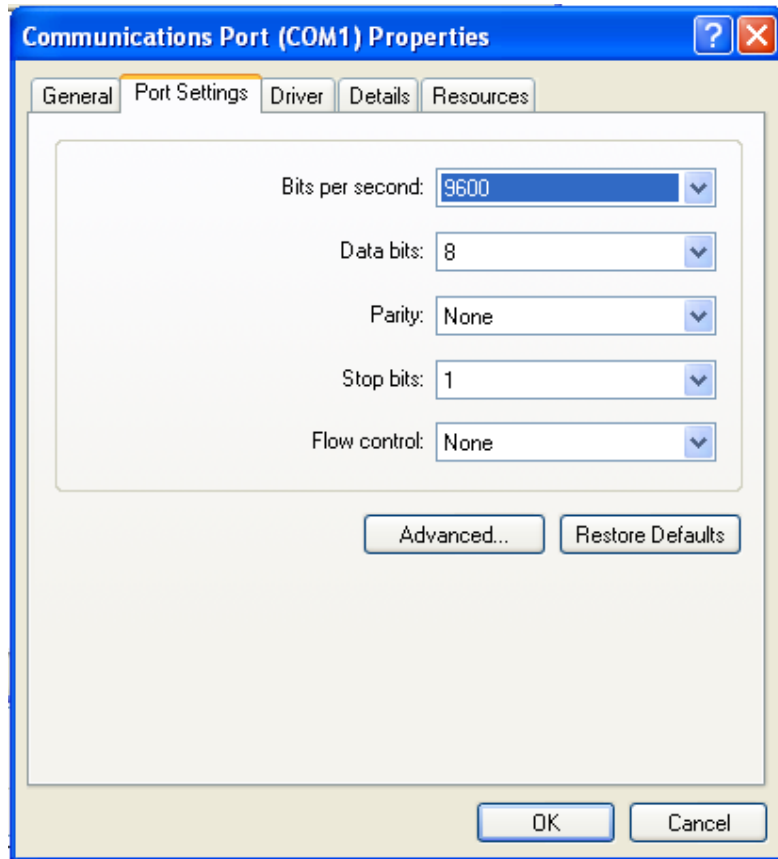 Communications Port (COM1) Properties
General Port Settings Driver Details Resources
Bits per second: 9600
Data bits: 8
Parity: None
Stop bits: 1
Flow control: None
Advanced... Restore Defaults
OK Cancel